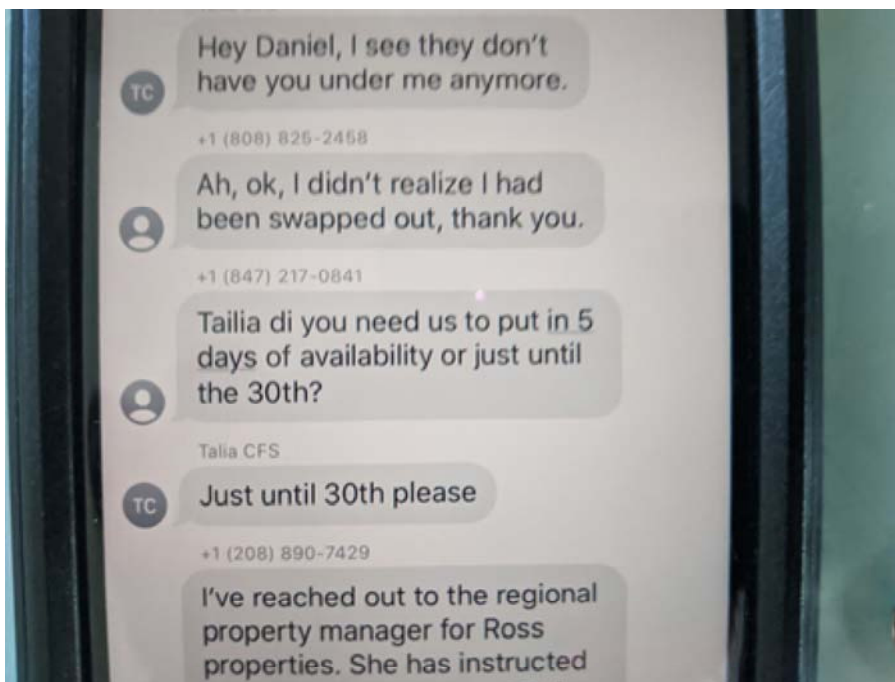 Hey Daniel, I see they don't
have you under me anymore.
TC
+1 (808) 825-2458
Ah, ok, I didn't realize I had
been swapped out, thank you.
+1 (847) 217-0841
Tailia di you need us to put in 5
days of availability or just until
the 30th?
Talia CFS
Just until 30th please
TC
+1 (208) 890-7429
I've reached out to the regional
property manager for Ross
properties. She has instructed